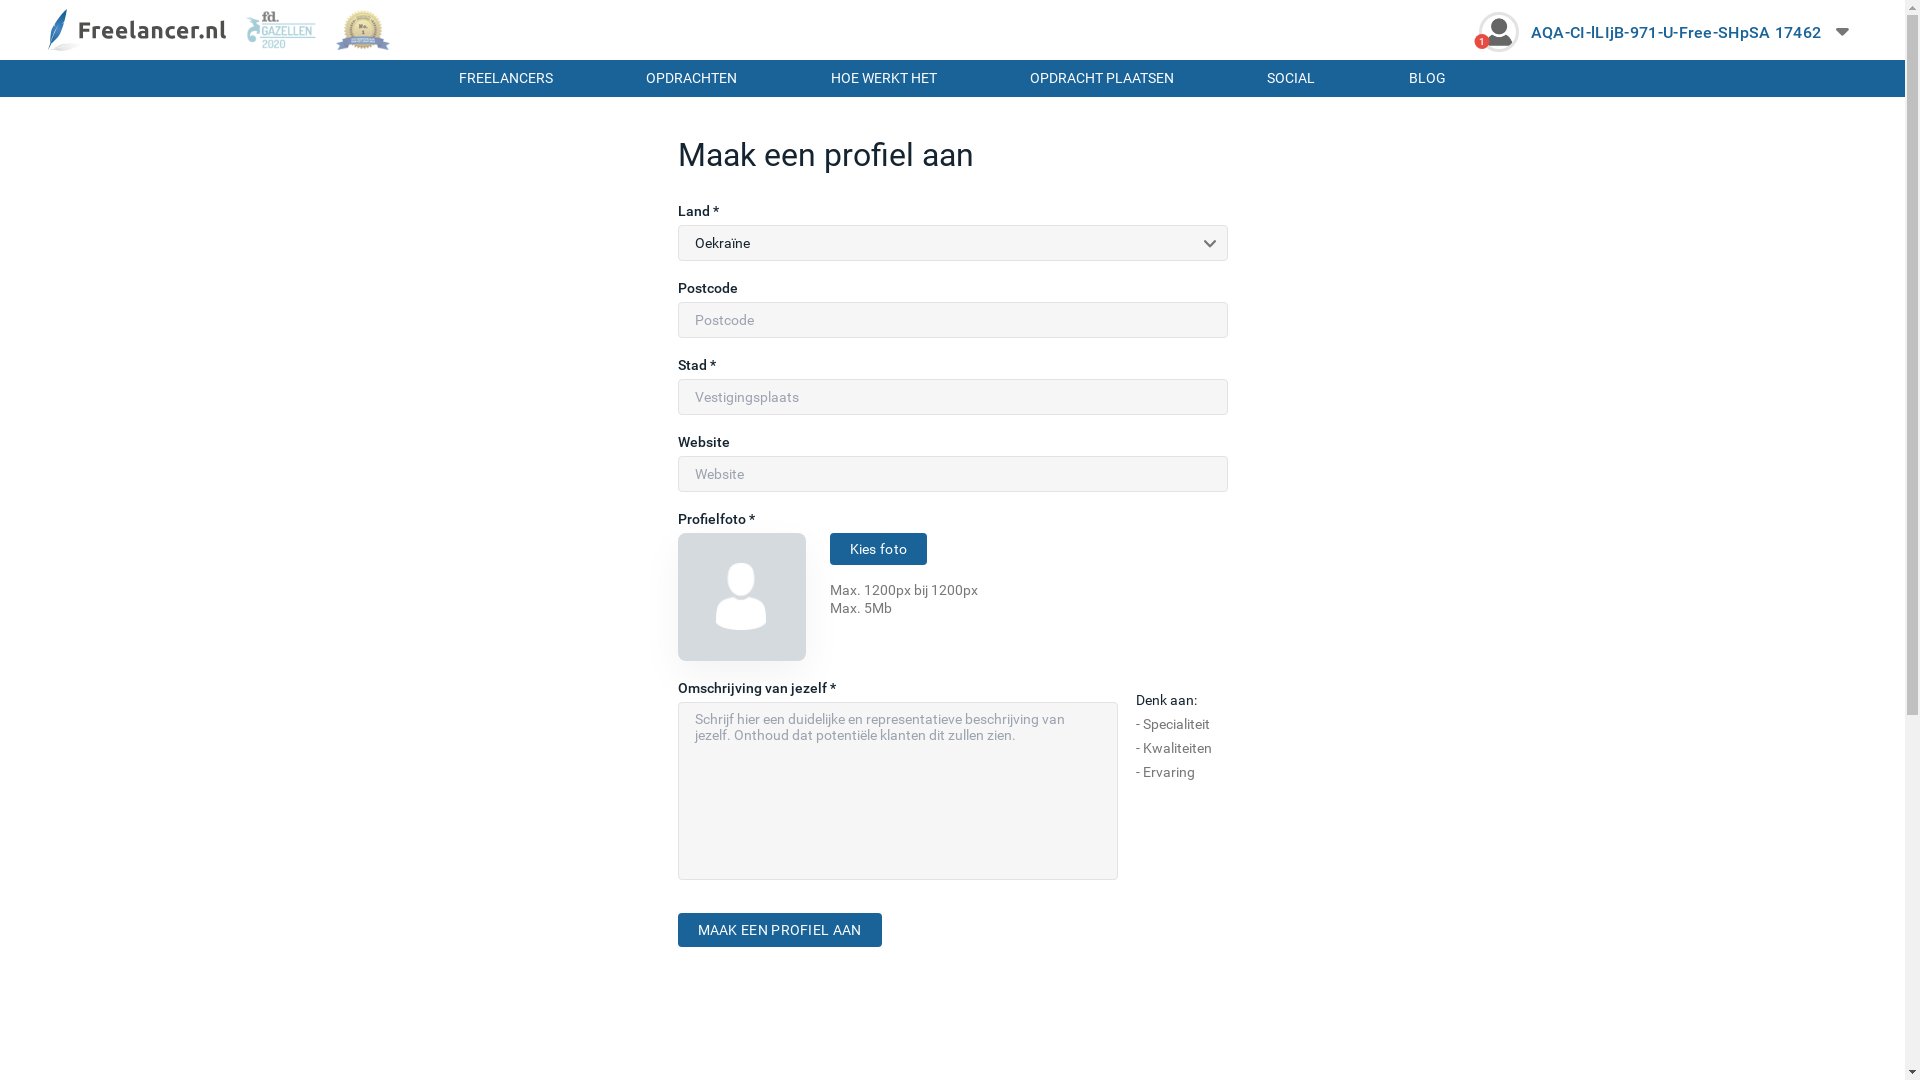 Freelancer.nl
fd.
GAZELLEN
2020
No.
1
1
AQA-CI-lLIjB-971-U-Free-SHpSA 17462
FREELANCERS
OPDRACHTEN
HOE WERKT HET
OPDRACHT PLAATSEN
SOCIAL
BLOG
Maak een profiel aan
Land *
Oekraïne
Postcode
Postcode
Stad *
Vestigingsplaats
Website
Website
Profielfoto *
Kies foto
Max. 1200px bij 1200px
Max. 5Mb
Omschrijving van jezelf *
Schrijf hier een duidelijke en representatieve beschrijving van
jezelf. Onthoud dat potentiële klanten dit zullen zien.
Denk aan:
- Specialiteit
- Kwaliteiten
- Ervaring
MAAK EEN PROFIEL AAN